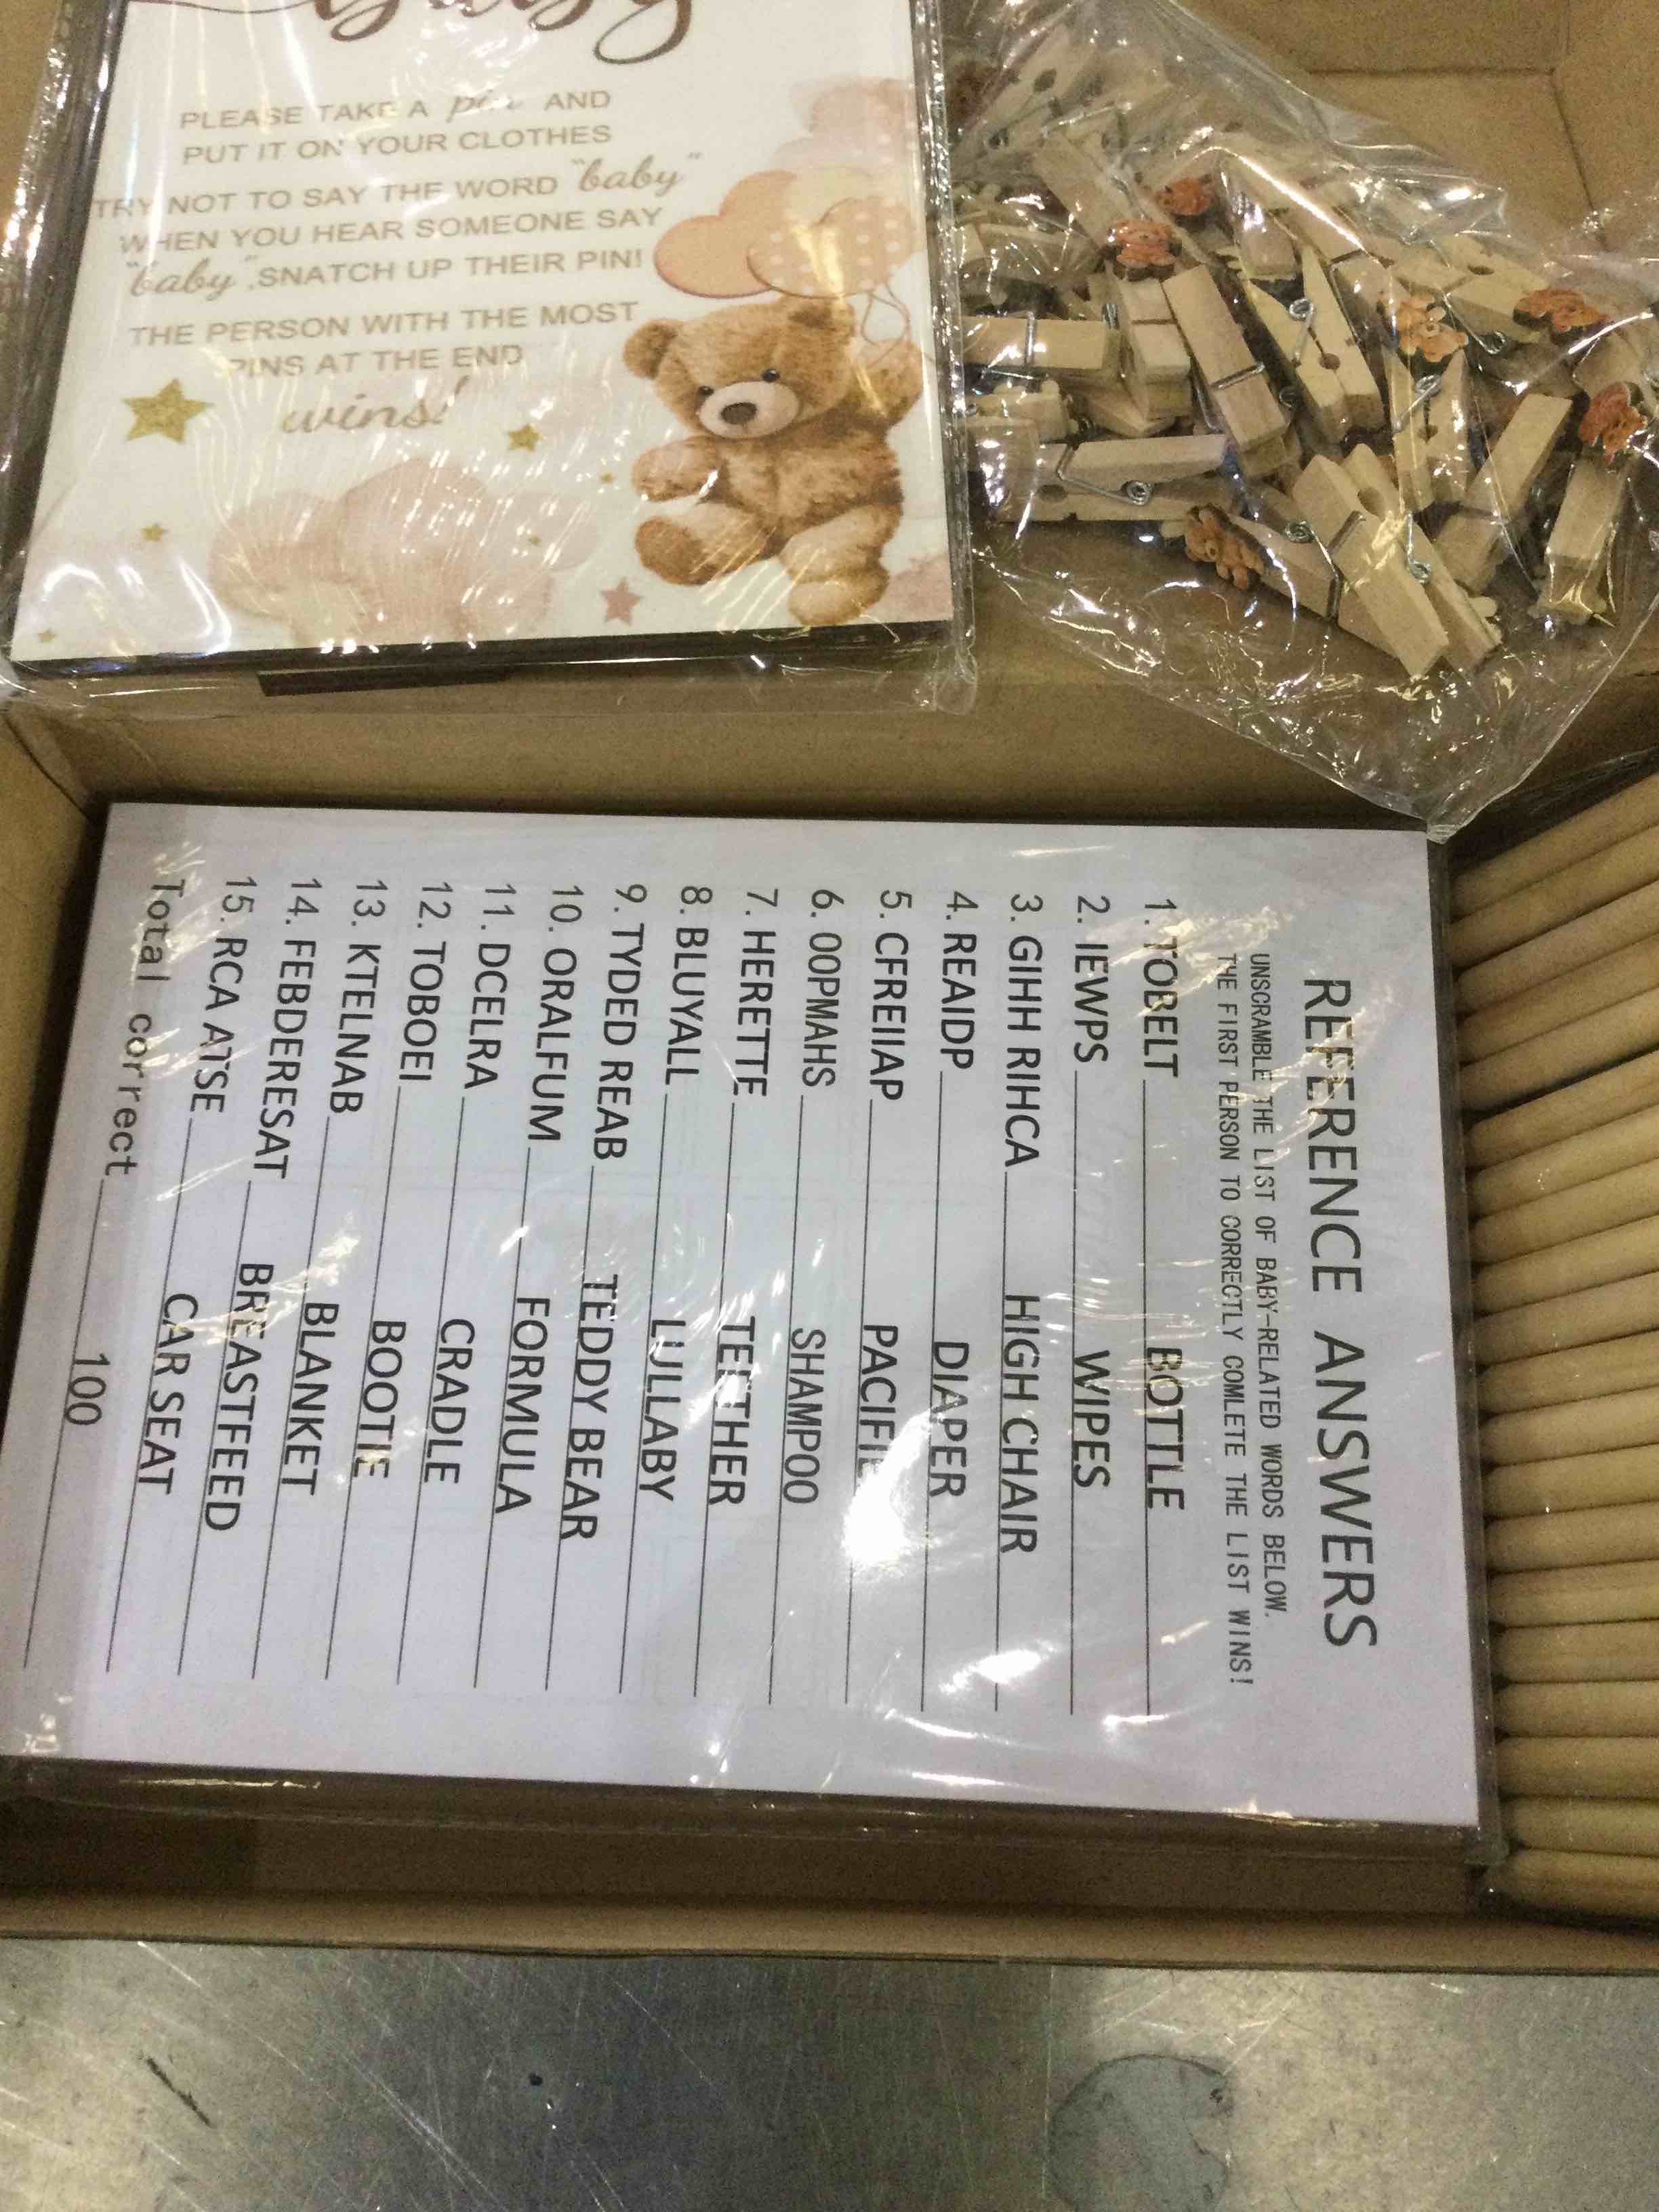 PLEASE TAKE A pin AND
PUT IT ON YOUR CLOTHES
TRY NOT TO SAY THE WORD "baby"
WHEN YOU HEAR SOMEONE SAY
"baby",SNATCH UP THEIR PIN!
THE PERSON WITH THE MOST
PINS AT THE END
wins!
REFERENCE ANSWERS
UNSCRAMBLE THE LIST OF BABY-RELATED WORDS BELOW.
THE FIRST PERSON TO CORRECTLY COMLETE THE LIST WINS!
1. TOBELT BOTTLE
2. IEWPS WIPES
3. GIHH RIHCA HIGH CHAIR
4. REAIDP DIAPER
5. CFREIIAP
6. OOPMAHS SHAMPOO
7. HERETTE TEETHER
8. BLUYALL LULLABY
9. TYDED REAB TEDDY BEAR
10. ORALFUM FORMULA
11. DCELRA CRADLE
12. TOBOEI BOOTIE
13. KTELNAB BLANKET
14. FEBDERESAT BREASTFEED
15. RCA ATSE CAR SEAT
Total correct 100